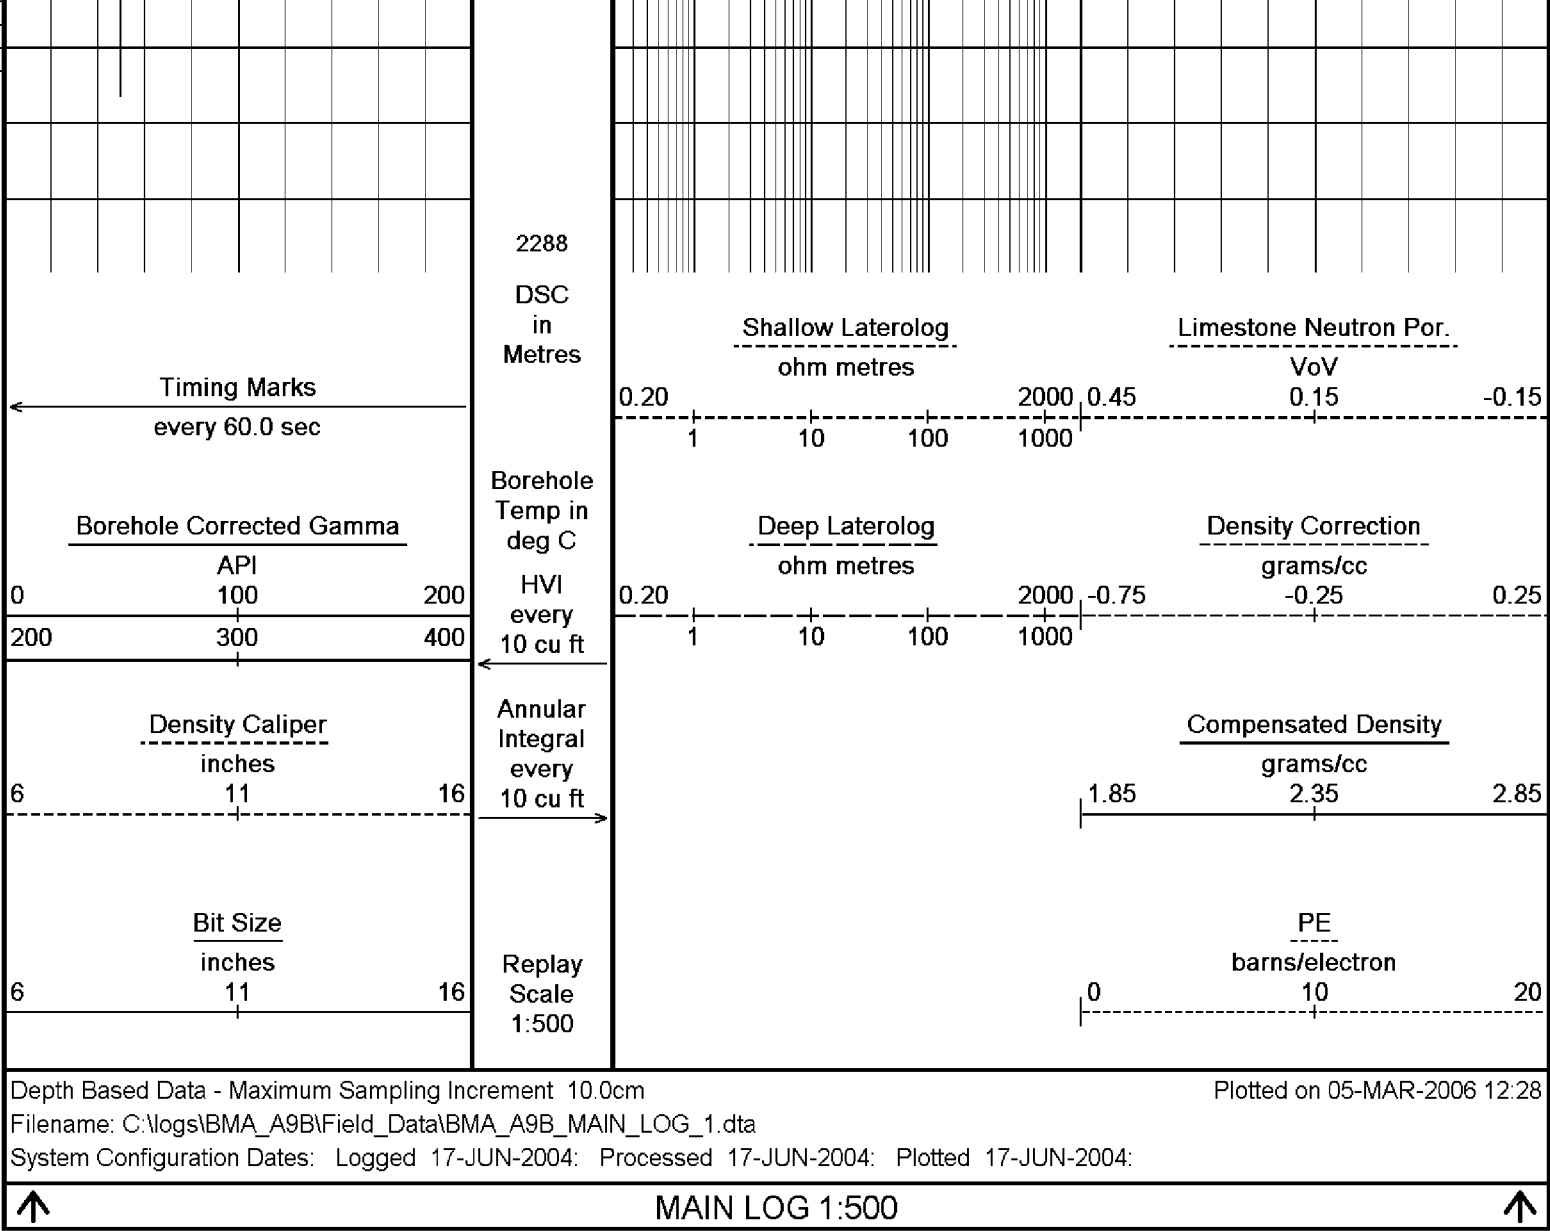 2288
DSC
in
Metres
Timing Marks
every 60.0 sec
Borehole Corrected Gamma
API
0 100 200
200 300 400
Density Caliper
inches
6 11 16
Bit Size
inches
6 11 16
Borehole
Temp in
deg C
HVI
every
10 cu ft
Annular
Integral
every
10 cu ft
Replay
Scale
1:500
Shallow Laterolog
ohm metres
0.20 2000
1 10 100 1000
Deep Laterolog
ohm metres
0.20 2000
1 10 100 1000
Limestone Neutron Por.
VoV
0.45 0.15 -0.15
Density Correction
grams/cc
-0.75 -0.25 0.25
Compensated Density
grams/cc
1.85 2.35 2.85
PE
barns/electron
0 10 20
Depth Based Data - Maximum Sampling Increment 10.0cm
Plotted on 05-MAR-2006 12:28
Filename: C:\logs\BMA_A9B\Field_Data\BMA_A9B_MAIN_LOG_1.dta
System Configuration Dates: Logged 17-JUN-2004: Processed 17-JUN-2004: Plotted 17-JUN-2004:
MAIN LOG 1:500